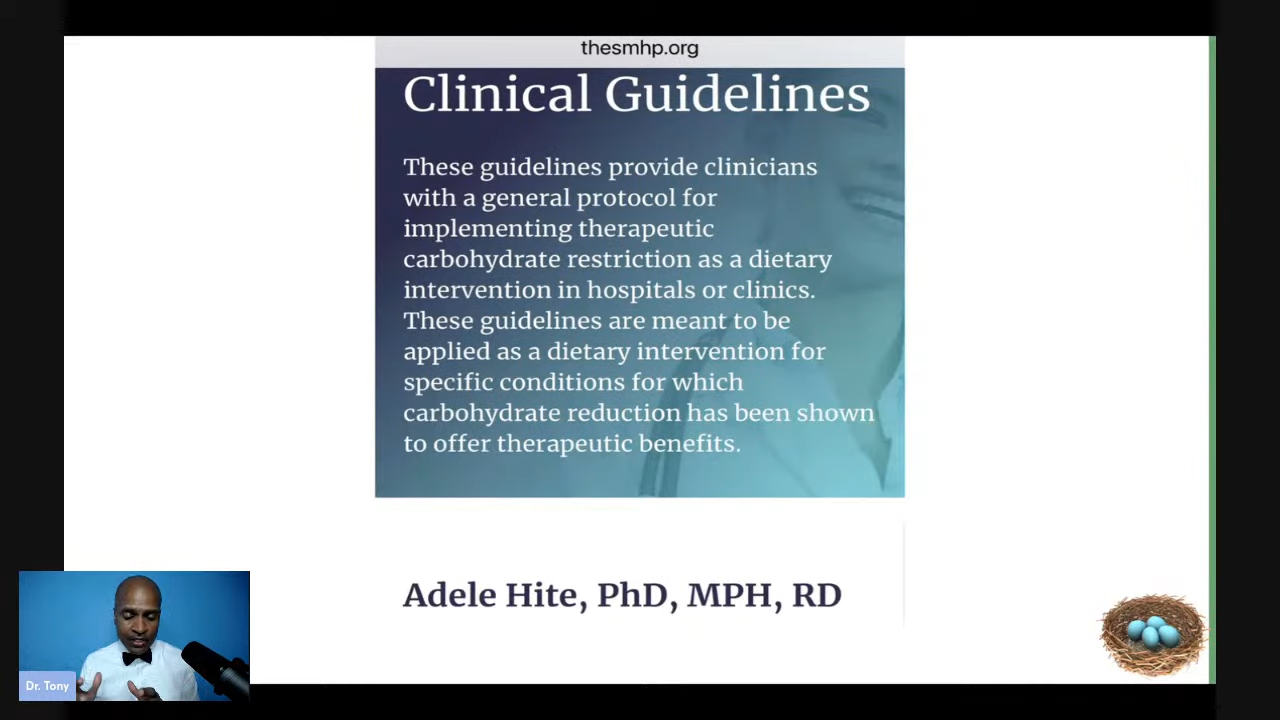 thesmhp.org
Clinical Guidelines
These guidelines provide clinicians
with a general protocol for
implementing therapeutic
carbohydrate restriction as a dietary
intervention in hospitals or clinics.
These guidelines are meant to be
applied as a dietary intervention for
specific conditions for which
carbohydrate reduction has been shown
to offer therapeutic benefits.
Adele Hite, PhD, MPH, RD
Dr. Tony